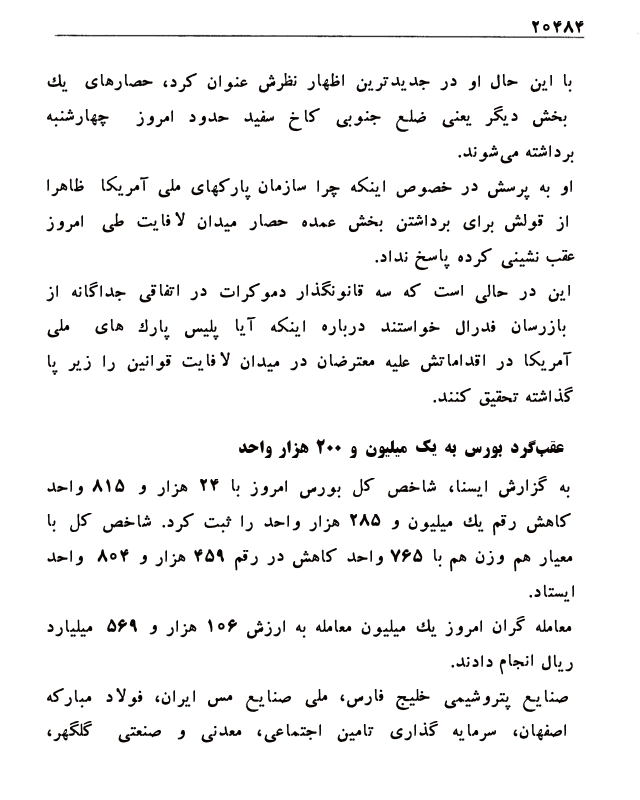 ۲۰۴۸۴
با این حال او در جدیدترین اظهار نظرش عنوان کرد، حصارهای یك
بخش دیگر یعنی ضلع جنوبی کاخ سفید حدود امروز چهارشنبه
برداشته می‌شوند.
او به پرسش در خصوص اینکه چرا سازمان پارکهای ملی آمریکا ظاهرا
از قولش برای برداشتن بخش عمده حصار میدان لافایت طی امروز
عقب نشینی کرده پاسخ نداد.
این در حالی است که سه قانونگذار دموکرات در اتفاقی جداگانه از
بازرسان فدرال خواستند درباره اینکه آیا پلیس پارك های ملی
آمریکا در اقداماتش علیه معترضان در میدان لافایت قوانین را زیر پا
گذاشته تحقیق کنند.
عقب‌گرد بورس به یک میلیون و ۲۰۰ هزار واحد
به گزارش ایسنا، شاخص کل بورس امروز با ۲۴ هزار و ۸۱۵ واحد
کاهش رقم یك میلیون و ۲۸۵ هزار واحد را ثبت کرد. شاخص کل با
معیار هم وزن هم با ۷۶۵ واحد کاهش در رقم ۴۵۹ هزار و ۸۰۴ واحد
ایستاد.
معامله گران امروز یك میلیون معامله به ارزش ۱۰۶ هزار و ۵۶۹ میلیارد
ریال انجام دادند.
صنایع پتروشیمی خلیج فارس، ملی صنایع مس ایران، فولاد مبارکه
اصفهان، سرمایه گذاری تامین اجتماعی، معدنی و صنعتی گلگهر،